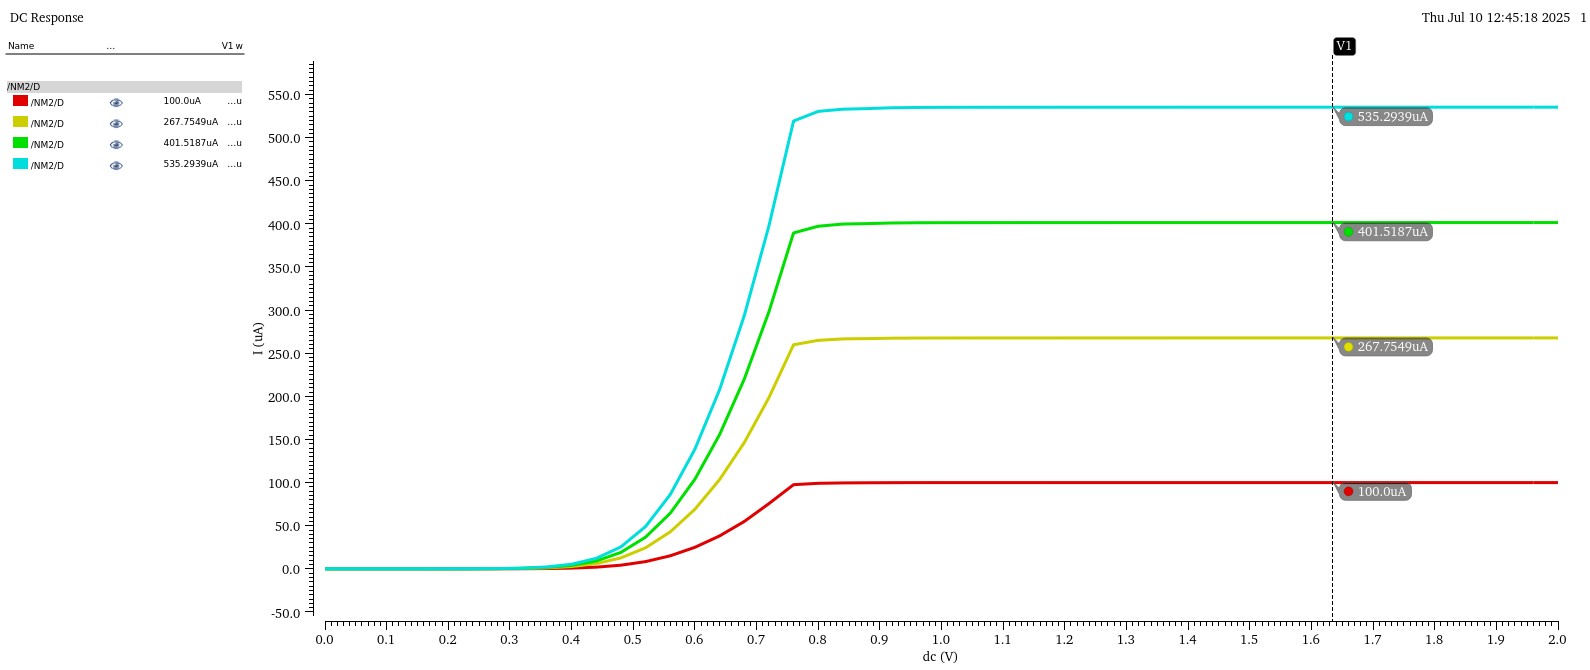 DC Response
Thu Jul 10 12:45:18 2025 1
Name ... V1 w
/NM2/D
/NM2/D 100.0uA ...u
/NM2/D 267.7549uA ...u
/NM2/D 401.5187uA ...u
/NM2/D 535.2939uA ...u
V1
550.0
500.0
450.0
400.0
350.0
300.0
250.0
200.0
150.0
100.0
50.0
0.0
-50.0
I (uA)
535.2939uA
401.5187uA
267.7549uA
100.0uA
0.0 0.1 0.2 0.3 0.4 0.5 0.6 0.7 0.8 0.9 1.0 1.1 1.2 1.3 1.4 1.5 1.6 1.7 1.8 1.9 2.0
dc (V)